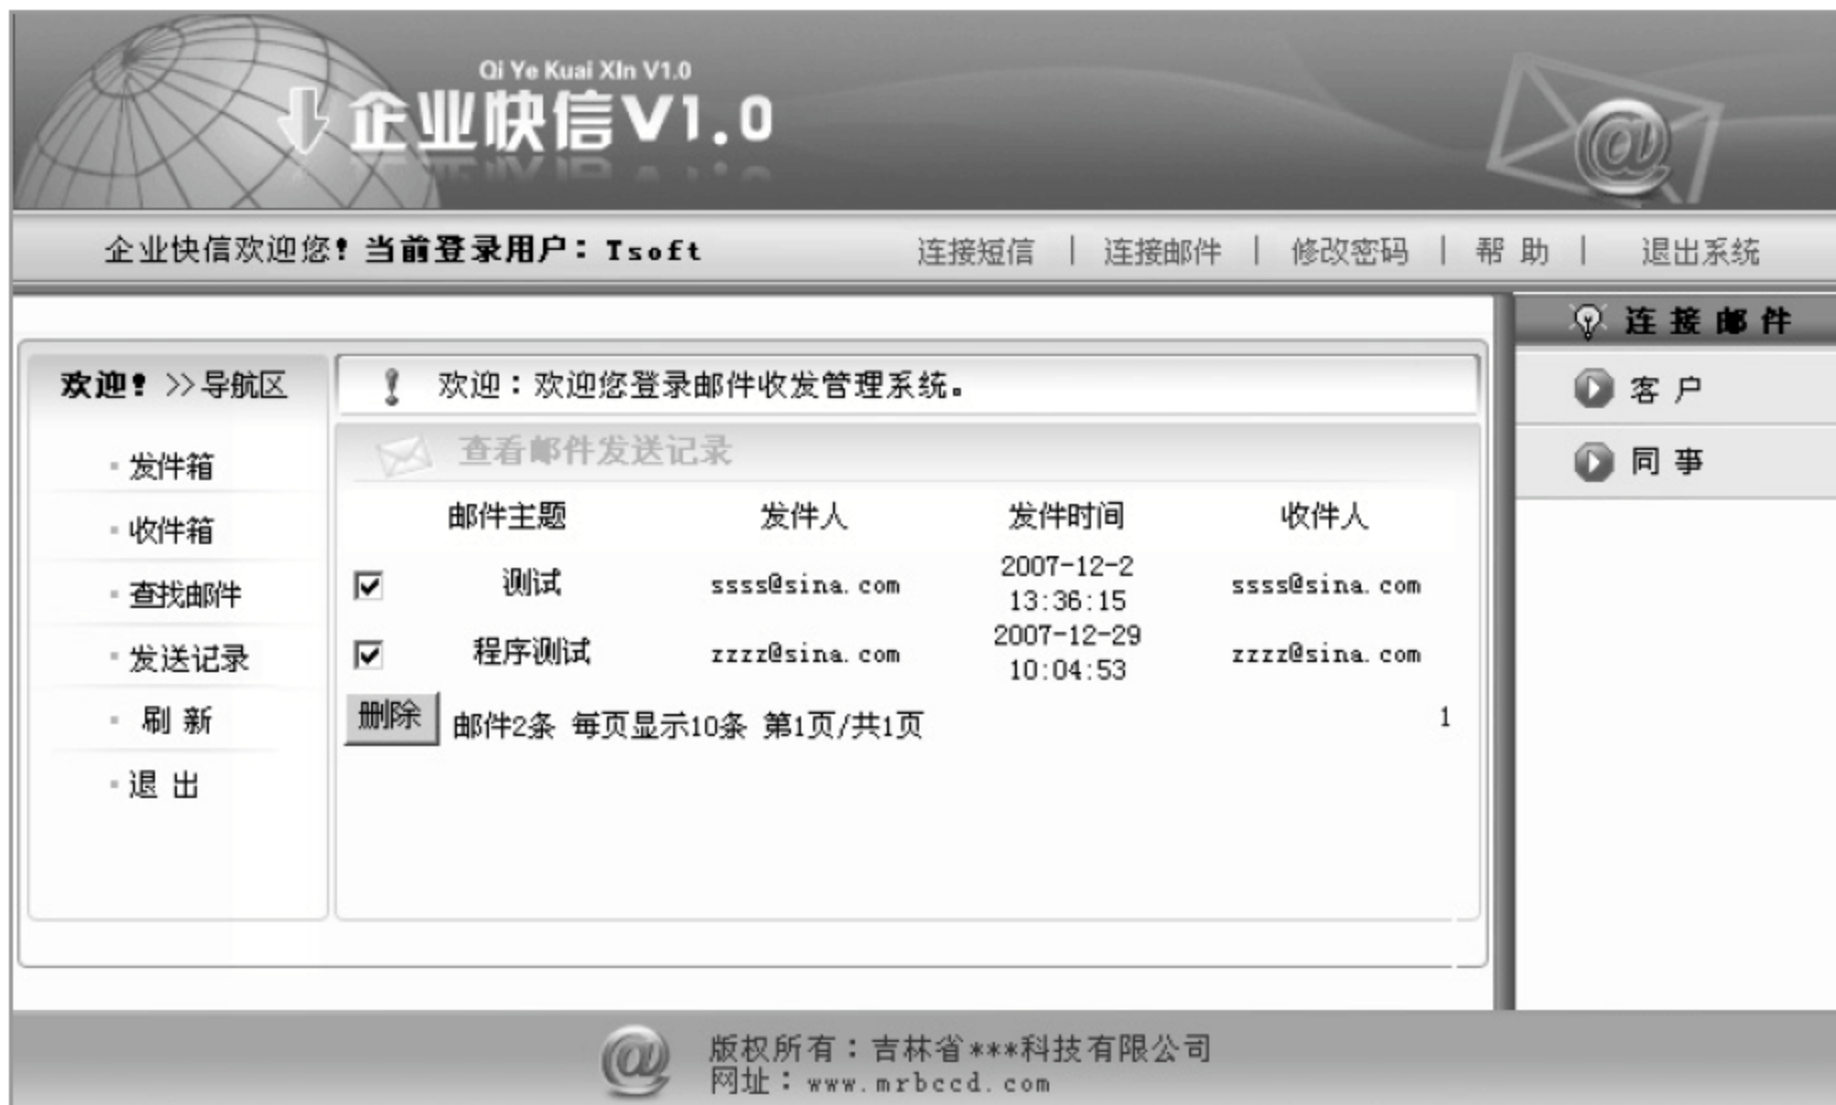 Qi Ye Kuai XIn V1.0
企业快信V1.0
企业快信欢迎您！当前登录用户：Tsoft
连接短信 | 连接邮件 | 修改密码 | 帮 助 | 退出系统
连 接 邮 件
客 户
同 事
欢迎！>>导航区
发件箱
收件箱
查找邮件
发送记录
刷 新
退 出
欢迎：欢迎您登录邮件收发管理系统。
查看邮件发送记录
邮件主题 发件人 发件时间 收件人
测试 ssss@sina.com 2007-12-2 13:36:15 ssss@sina.com
程序测试 zzzz@sina.com 2007-12-29 10:04:53 zzzz@sina.com
删除 邮件2条 每页显示10条 第1页/共1页 1
版权所有：吉林省***科技有限公司
网址：www.mrbccd.com